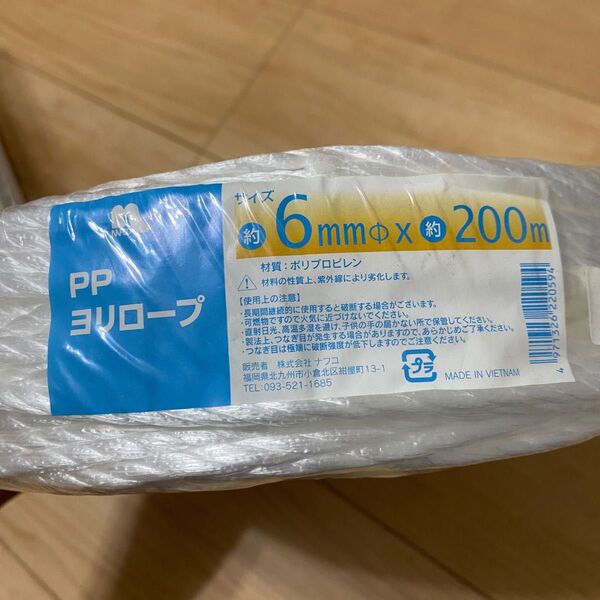 PP
ヨリロープ
サイズ
約6mmφ×約200m
材質:ポリプロピレン
材料の性質上、紫外線により劣化します。
【使用上の注意】
・長期間継続的に使用すると破断する場合がございます。
・可燃物ですので火気に近づけないでください。
・直射日光、高温多湿を避け、子供の手の届かない所で保管してください。
・製法上、つなぎ目が発生する場合がありますので、あらかじめご了承ください。
・つなぎ目は極端に破断強度が低下しますのでご注意ください。
販売者 株式会社 ナフコ
福岡県北九州市小倉北区紺屋町13-1
TEL:093-521-1685
プラ
MADE IN VIETNAM
4971326220594